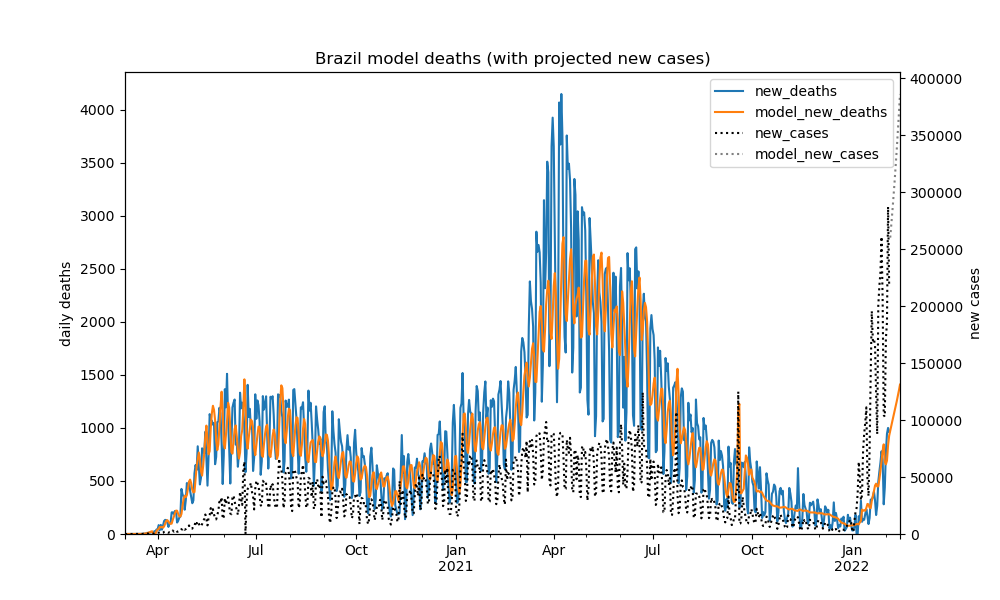 Brazil model deaths (with projected new cases)
new_deaths
model_new_deaths
new_cases
model_new_cases
daily deaths
4000
3500
3000
2500
2000
1500
1000
500
0
400000
350000
300000
250000
200000
150000
100000
50000
0
new cases
Apr
Jul
Oct
Jan
2021
Apr
Jul
Oct
Jan
2022